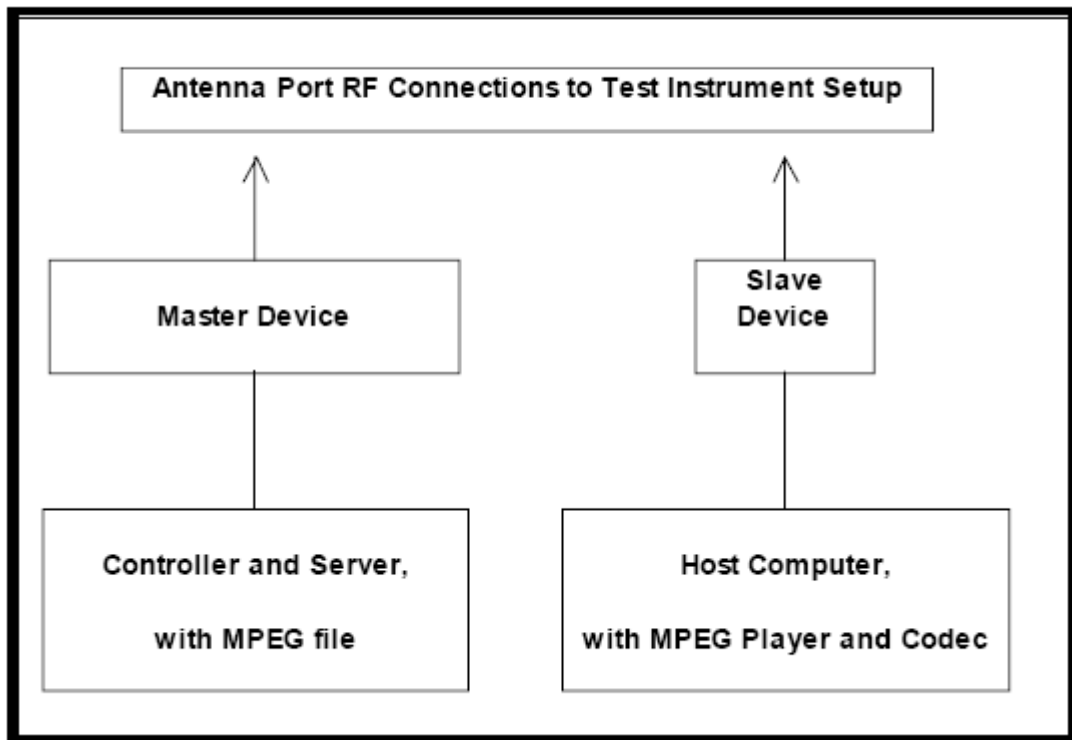 Antenna Port RF Connections to Test Instrument Setup
Master Device
Slave
Device
Controller and Server,
with MPEG file
Host Computer,
with MPEG Player and Codec